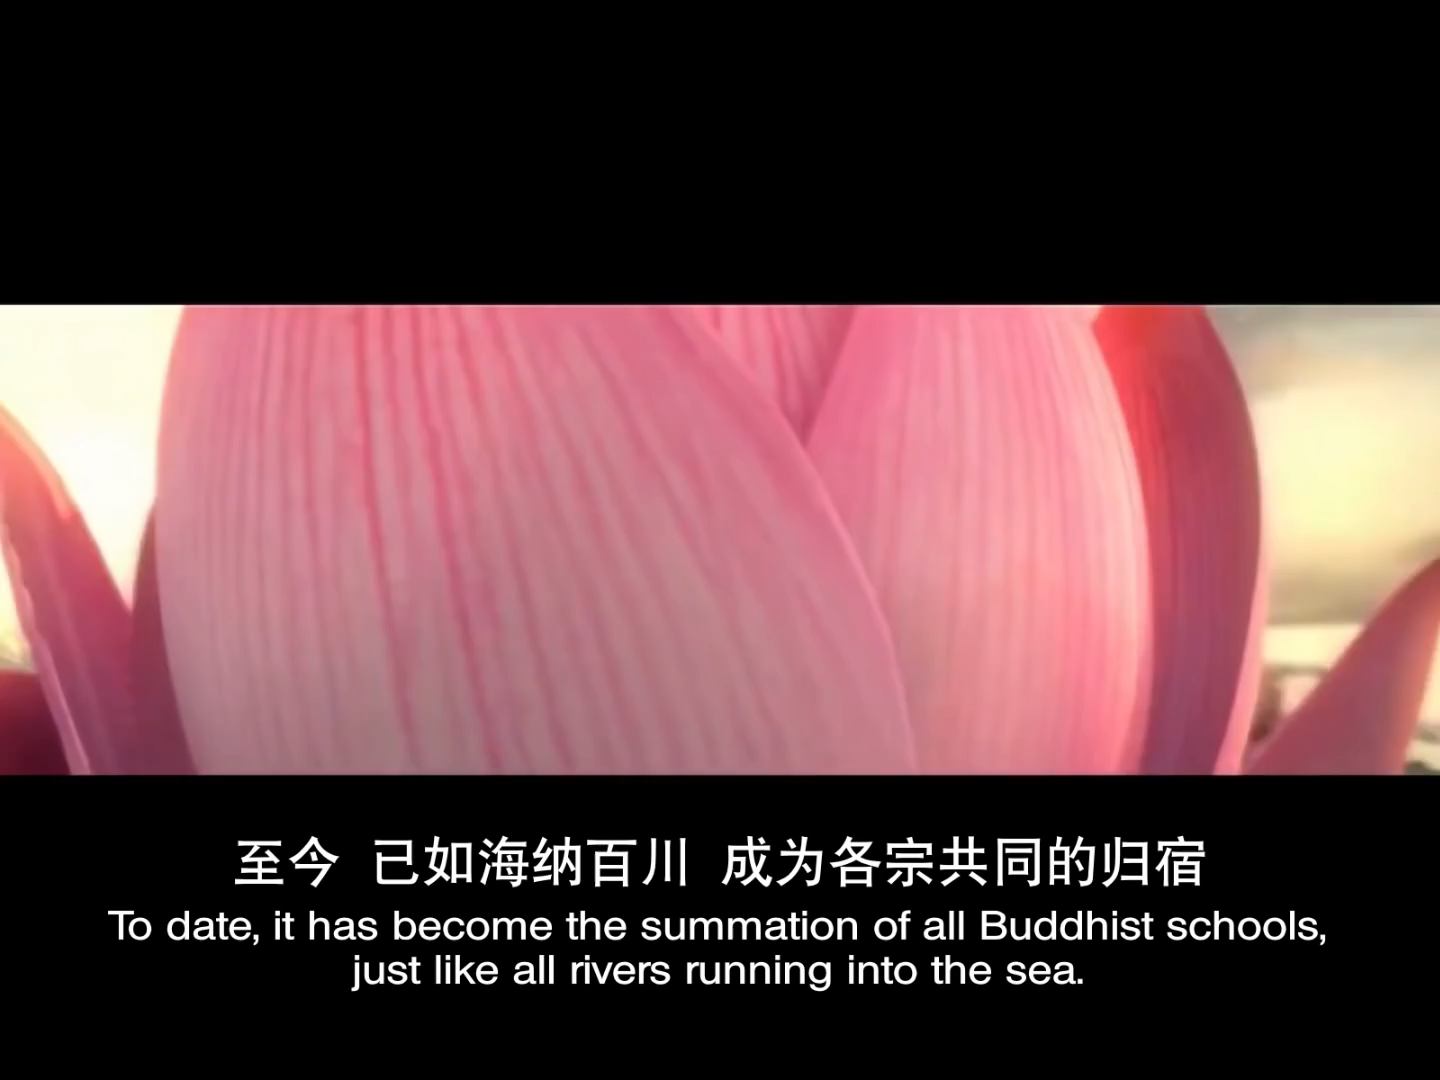 至今 已如海纳百川 成为各宗共同的归宿
To date, it has become the summation of all Buddhist schools,
just like all rivers running into the sea.